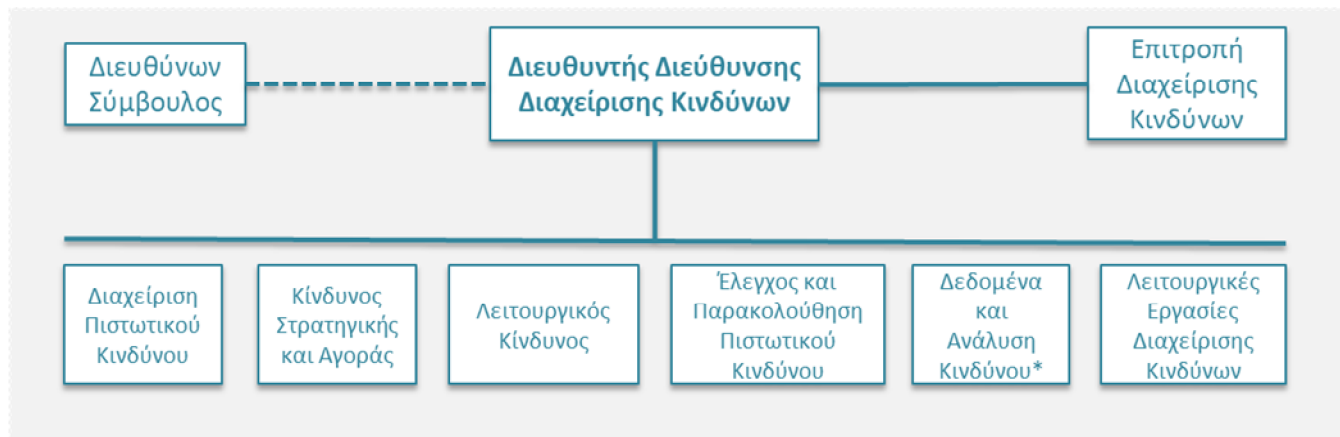 Διευθύνων
Σύμβουλος
Διευθυντής Διεύθυνσης
Διαχείρισης Κινδύνων
Επιτροπή
Διαχείρισης
Κινδύνων
Διαχείριση
Πιστωτικού
Κινδύνου
Κίνδυνος
Στρατηγικής
και Αγοράς
Λειτουργικός
Κίνδυνος
Έλεγχος και
Παρακολούθηση
Πιστωτικού
Κινδύνου
Δεδομένα
και
Ανάλυση
Κινδύνου*
Λειτουργικές
Εργασίες
Διαχείρισης
Κινδύνων